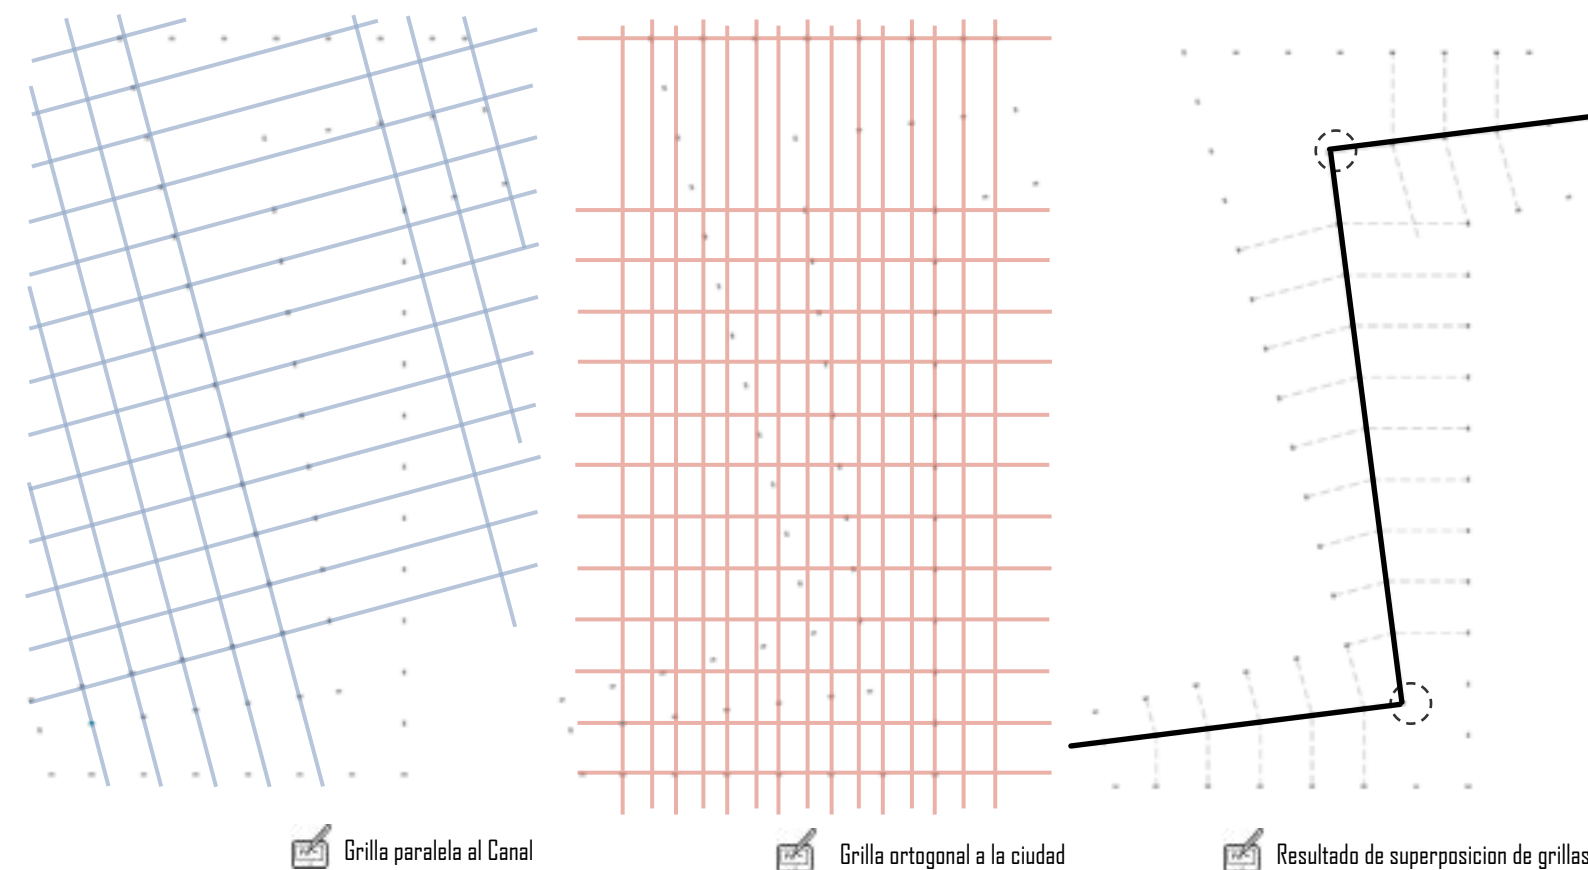 Grilla paralela al Canal
Grilla ortogonal a la ciudad
Resultado de superposicion de grillas